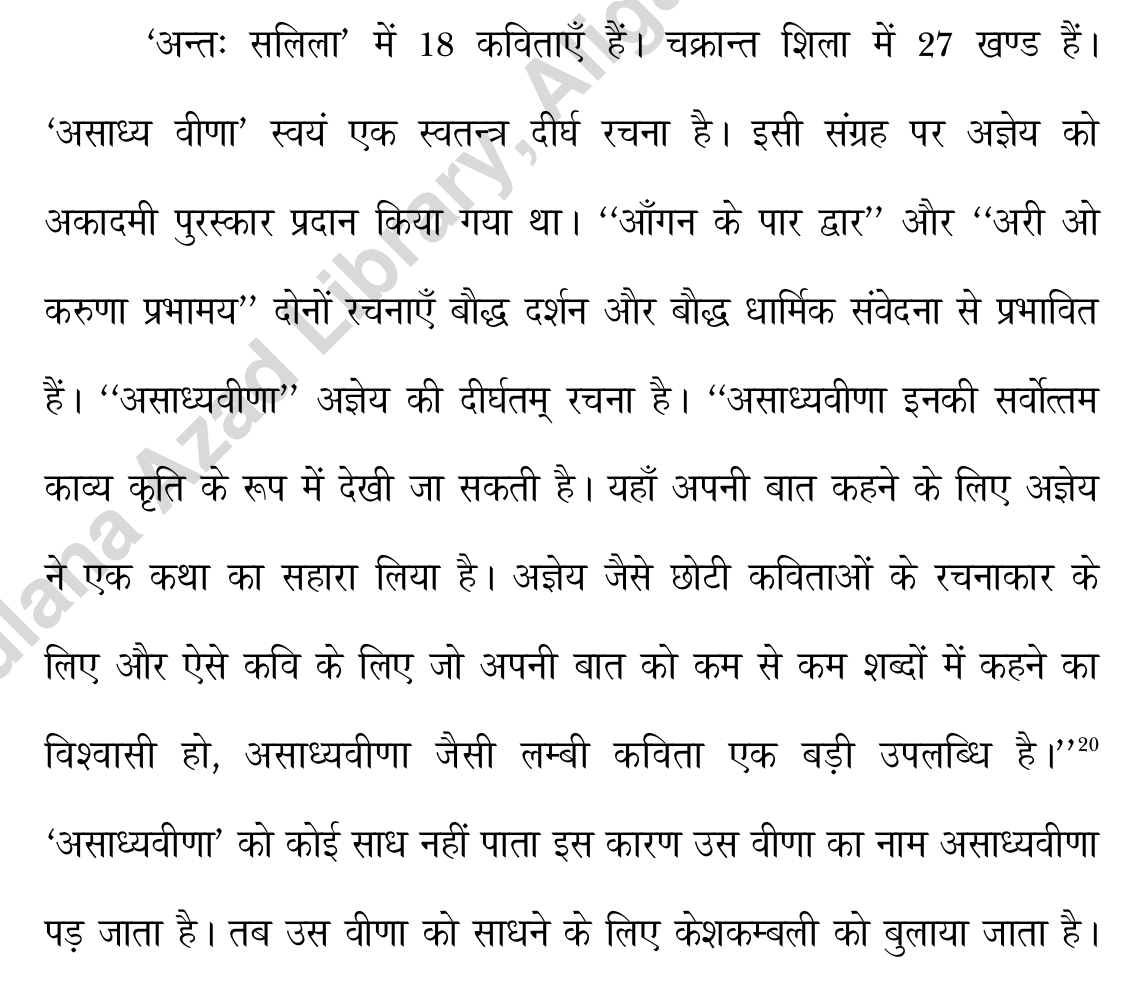 ‘अन्तः सलिला’ में 18 कविताएँ हैं। चक्रान्त शिला में 27 खण्ड हैं।
‘असाध्य वीणा’ स्वयं एक स्वतन्त्र दीर्घ रचना है। इसी संग्रह पर अज्ञेय को
अकादमी पुरस्कार प्रदान किया गया था। ‘‘आँगन के पार द्वार’’ और ‘‘अरी ओ
करुणा प्रभामय’’ दोनों रचनाएँ बौद्ध दर्शन और बौद्ध धार्मिक संवेदना से प्रभावित
हैं। ‘‘असाध्यवीणा’’ अज्ञेय की दीर्घतम् रचना है। ‘‘असाध्यवीणा इनकी सर्वोत्तम
काव्य कृति के रूप में देखी जा सकती है। यहाँ अपनी बात कहने के लिए अज्ञेय
ने एक कथा का सहारा लिया है। अज्ञेय जैसे छोटी कविताओं के रचनाकार के
लिए और ऐसे कवि के लिए जो अपनी बात को कम से कम शब्दों में कहने का
विश्वासी हो, असाध्यवीणा जैसी लम्बी कविता एक बड़ी उपलब्धि है।’’20
‘असाध्यवीणा’ को कोई साध नहीं पाता इस कारण उस वीणा का नाम असाध्यवीणा
पड़ जाता है। तब उस वीणा को साधने के लिए केशकम्बली को बुलाया जाता है।
Azad Library,